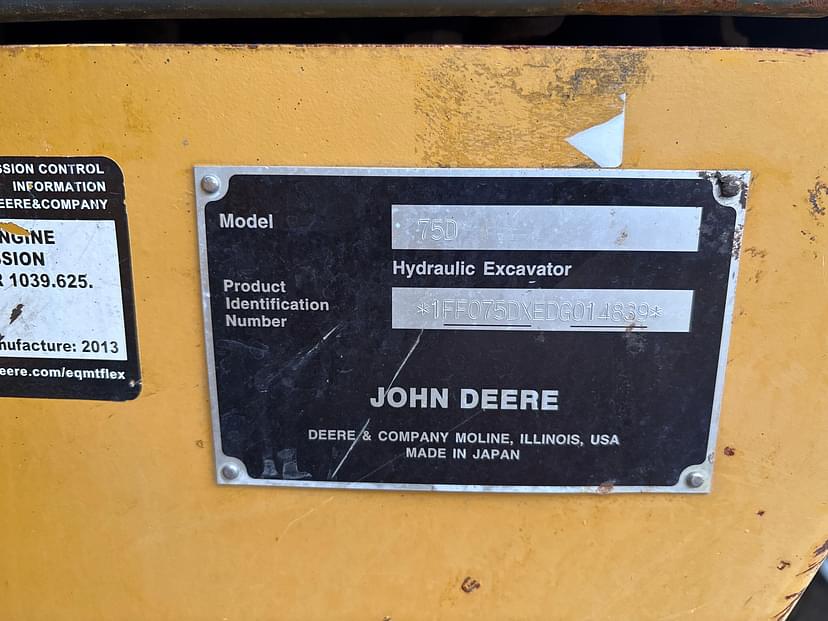 SSION CONTROL
INFORMATION
EERE&COMPANY
NGINE
SSION
R 1039.625.
nufacture: 2013
eere.com/eqmtflex
Model
75D
Hydraulic Excavator
Product
Identification
Number
*1FF075DXEDG014839*
JOHN DEERE
DEERE & COMPANY MOLINE, ILLINOIS, USA
MADE IN JAPAN